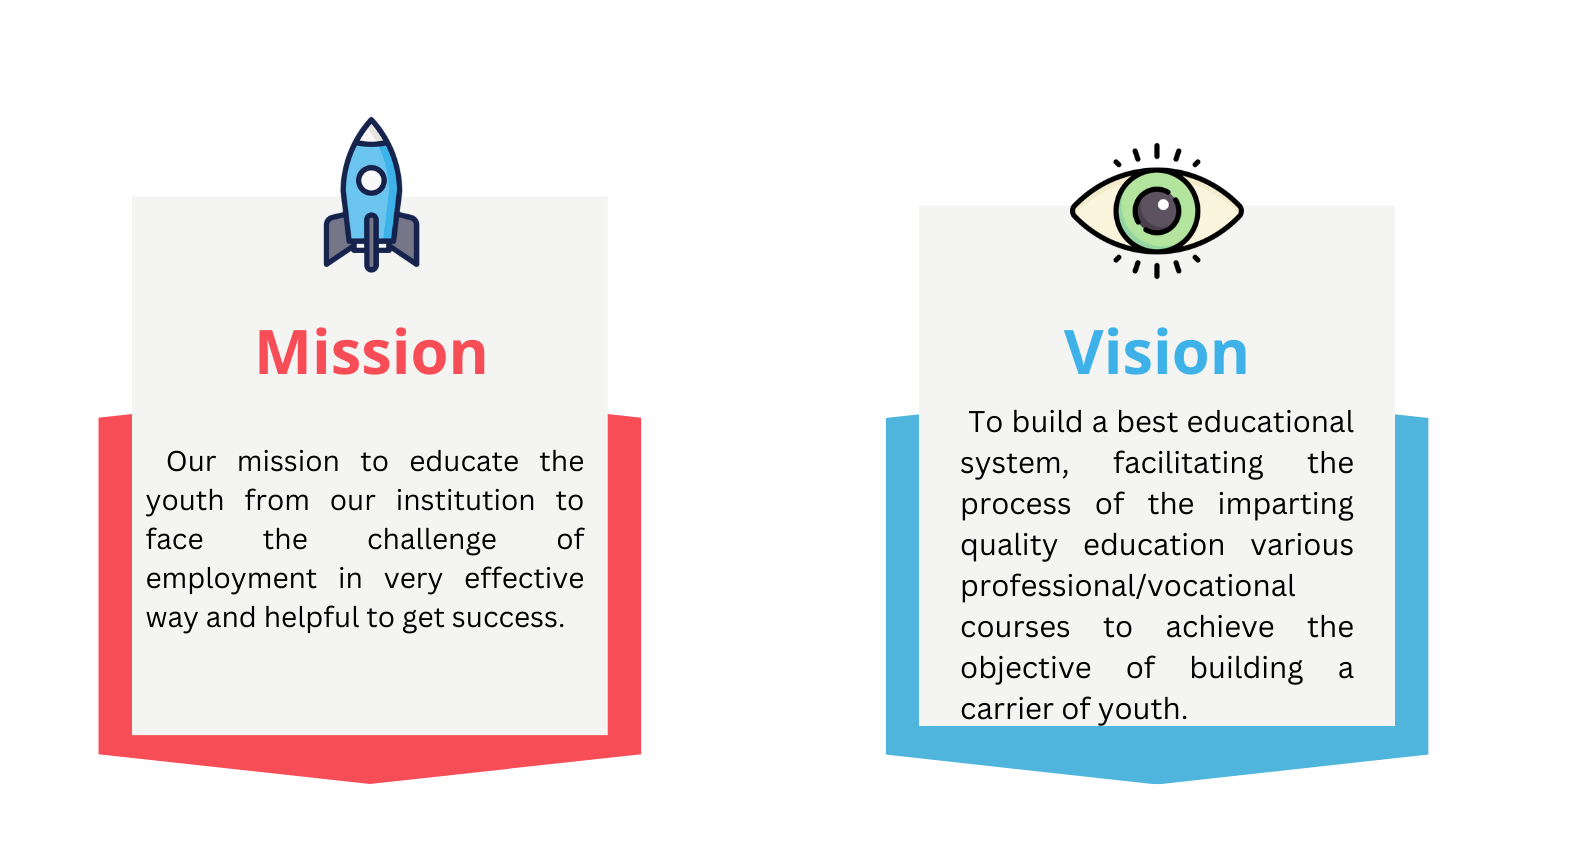 Mission
Our mission to educate the
youth from our institution to
face the challenge of
employment in very effective
way and helpful to get success.
Vision
To build a best educational
system, facilitating the
process of the imparting
quality education various
professional/vocational
courses to achieve the
objective of building a
carrier of youth.